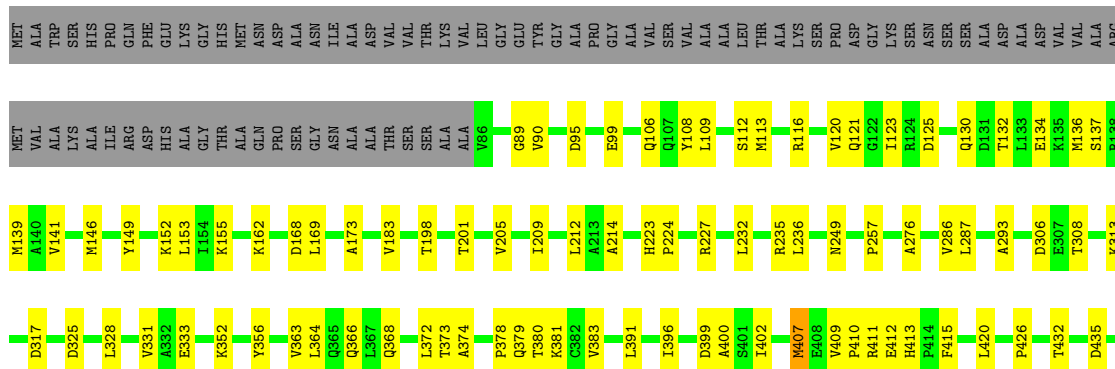 MET ALA TRP SER HIS PRO GLN PHE GLU LYS GLY HIS MET ASN ASP ALA ASN ILE ALA ASP VAL VAL THR LYS VAL LEU GLY GLU TYR GLY ALA PRO GLY ALA VAL SER VAL ALA ALA LEU THR ALA LYS SER PRO ASP GLY LYS SER ASN SER SER ALA ASP ALA ASP VAL VAL ALA ARG
MET VAL ALA LYS ALA ILE ARG ASP HIS ALA GLY LYS THR ALA GLN PRO SER GLY ASN ALA ALA THR SER SER ALA ALA V86 G89 V90 D95 E99 Q106 Q107 Y108 L109 S112 M113 R116 V120 Q121 G122 I123 R124 D125 Q130 D131 T132 L133 E134 K135 M136 S137 R138
M139 A140 V141 M146 Y149 K152 L153 I154 K155 K162 D168 L169 A173 V183 T198 T201 V205 I209 L212 A213 A214 H223 P224 R227 L232 R235 L236 N249 P257 A276 V286 L287 A293 D306 E307 T308 K313
D317 D325 L328 V331 A332 E333 K352 Y356 V363 L364 Q365 Q366 L367 Q368 L372 T373 A374 P378 Q379 T380 K381 C382 V383 L391 I396 D399 A400 S401 I402 M407 E408 V409 P410 R411 E412 H413 P414 F415 L420 P426 T432 D435